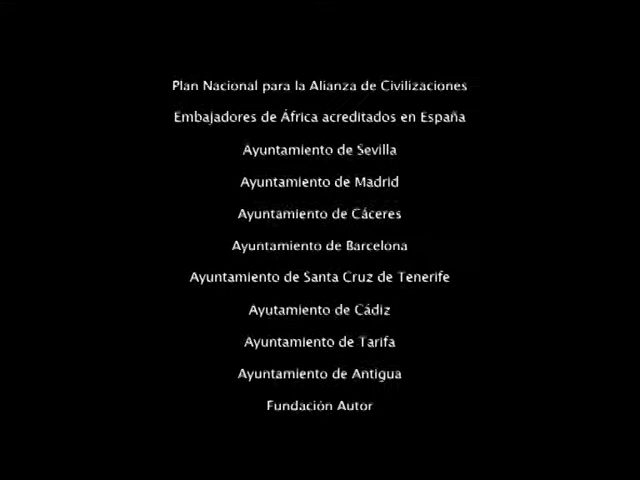 Plan Nacional para la Alianza de Civilizaciones
Embajadores de África acreditados en España
Ayuntamiento de Sevilla
Ayuntamiento de Madrid
Ayuntamiento de Cáceres
Ayuntamiento de Barcelona
Ayuntamiento de Santa Cruz de Tenerife
Ayutamiento de Cádiz
Ayuntamiento de Tarifa
Ayuntamiento de Antigua
Fundación Autor